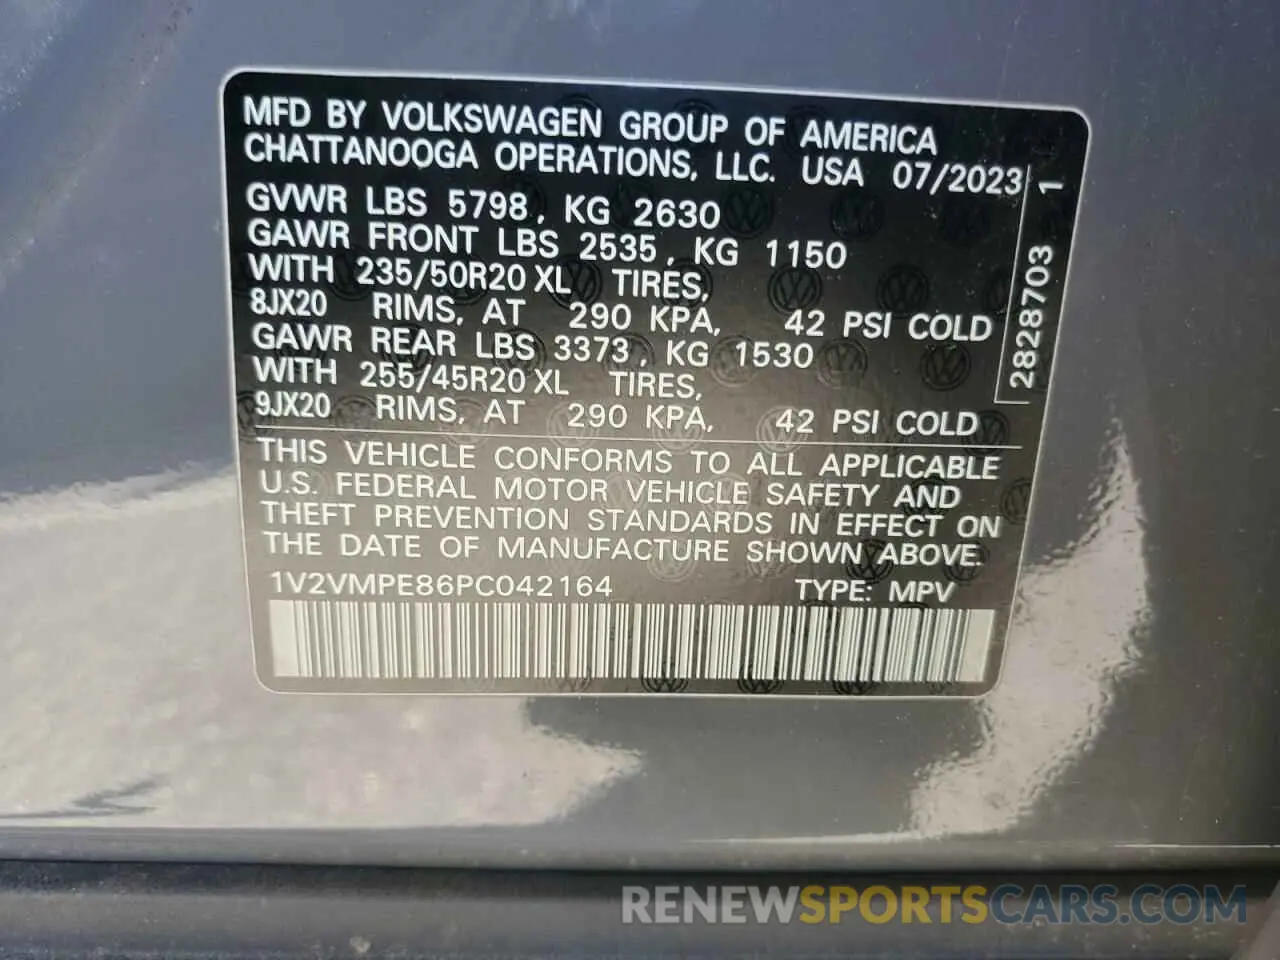 MFD BY VOLKSWAGEN GROUP OF AMERICA
CHATTANOOGA OPERATIONS, LLC. USA 07/2023
GVWR LBS 5798, KG 2630
GAWR FRONT LBS 2535, KG 1150
WITH 235/50R20 XL TIRES,
8JX20 RIMS, AT 290 KPA, 42 PSI COLD
GAWR REAR LBS 3373, KG 1530
WITH 255/45R20 XL TIRES,
9JX20 RIMS, AT 290 KPA, 42 PSI COLD
2828703 1
THIS VEHICLE CONFORMS TO ALL APPLICABLE
U.S. FEDERAL MOTOR VEHICLE SAFETY AND
THEFT PREVENTION STANDARDS IN EFFECT ON
THE DATE OF MANUFACTURE SHOWN ABOVE.
1V2VMPE86PC042164 TYPE: MPV
RENEWSPORTSCARS.COM